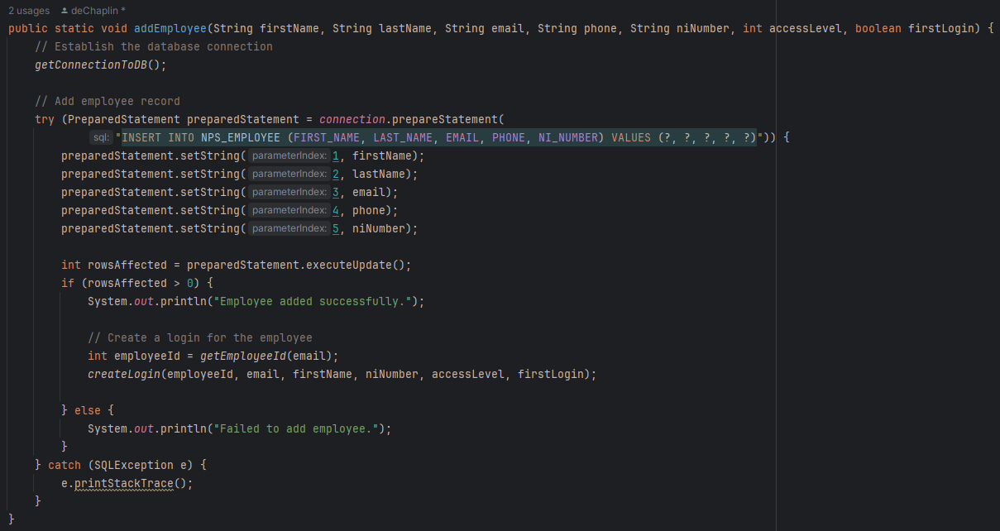 2 usages deChaplin *
public static void addEmployee(String firstName, String lastName, String email, String phone, String niNumber, int accessLevel, boolean firstLogin) {
// Establish the database connection
getConnectionToDB();
// Add employee record
try (PreparedStatement preparedStatement = connection.prepareStatement(
sql: "INSERT INTO NPS_EMPLOYEE (FIRST_NAME, LAST_NAME, EMAIL, PHONE, NI_NUMBER) VALUES (?, ?, ?, ?, ?)")) {
preparedStatement.setString( parameterIndex: 1, firstName);
preparedStatement.setString( parameterIndex: 2, lastName);
preparedStatement.setString( parameterIndex: 3, email);
preparedStatement.setString( parameterIndex: 4, phone);
preparedStatement.setString( parameterIndex: 5, niNumber);
int rowsAffected = preparedStatement.executeUpdate();
if (rowsAffected > 0) {
System.out.println("Employee added successfully.");
// Create a login for the employee
int employeeId = getEmployeeId(email);
createLogin(employeeId, email, firstName, niNumber, accessLevel, firstLogin);
} else {
System.out.println("Failed to add employee.");
}
} catch (SQLException e) {
e.printStackTrace();
}
}